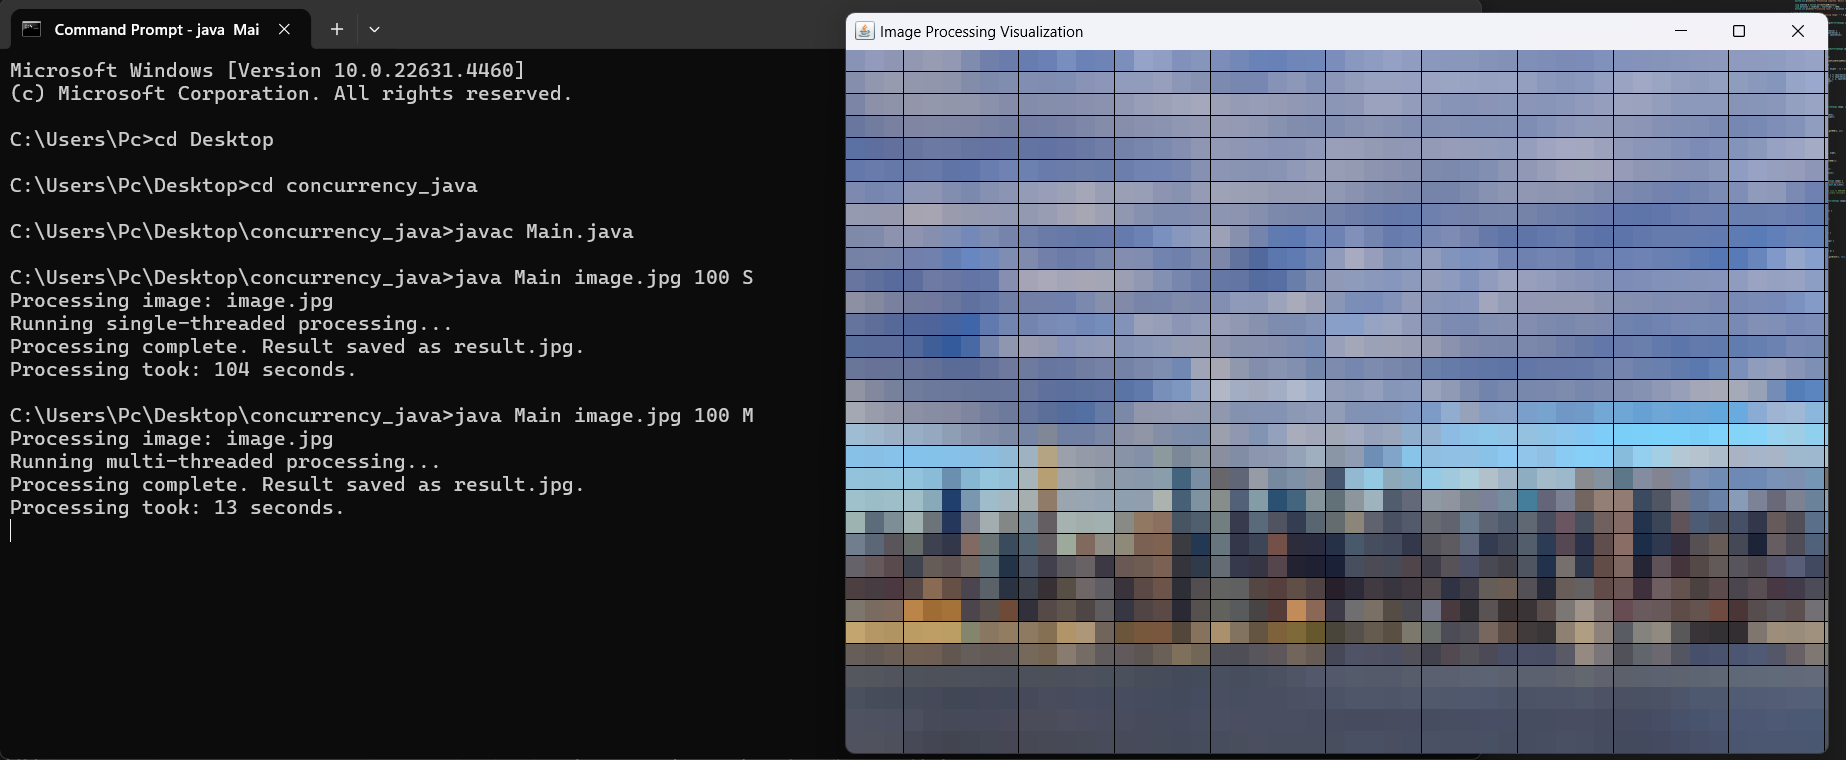 Command Prompt - java Mai
Microsoft Windows [Version 10.0.22631.4460]
(c) Microsoft Corporation. All rights reserved.
C:\Users\Pc>cd Desktop
C:\Users\Pc\Desktop>cd concurrency_java
C:\Users\Pc\Desktop\concurrency_java>javac Main.java
C:\Users\Pc\Desktop\concurrency_java>java Main image.jpg 100 S
Processing image: image.jpg
Running single-threaded processing...
Processing complete. Result saved as result.jpg.
Processing took: 104 seconds.
C:\Users\Pc\Desktop\concurrency_java>java Main image.jpg 100 M
Processing image: image.jpg
Running multi-threaded processing...
Processing complete. Result saved as result.jpg.
Processing took: 13 seconds.
Image Processing Visualization